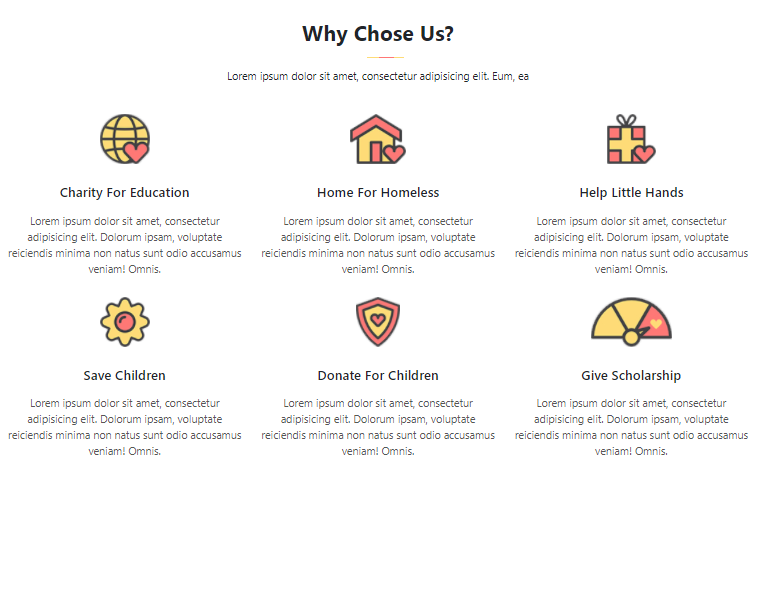 Why Chose Us?
Lorem ipsum dolor sit amet, consectetur adipisicing elit. Eum, ea
Charity For Education
Lorem ipsum dolor sit amet, consectetur
adipisicing elit. Dolorum ipsam, voluptate
reiciendis minima non natus sunt odio accusamus
veniam! Omnis.
Home For Homeless
Lorem ipsum dolor sit amet, consectetur
adipisicing elit. Dolorum ipsam, voluptate
reiciendis minima non natus sunt odio accusamus
veniam! Omnis.
Help Little Hands
Lorem ipsum dolor sit amet, consectetur
adipisicing elit. Dolorum ipsam, voluptate
reiciendis minima non natus sunt odio accusamus
veniam! Omnis.
Save Children
Lorem ipsum dolor sit amet, consectetur
adipisicing elit. Dolorum ipsam, voluptate
reiciendis minima non natus sunt odio accusamus
veniam! Omnis.
Donate For Children
Lorem ipsum dolor sit amet, consectetur
adipisicing elit. Dolorum ipsam, voluptate
reiciendis minima non natus sunt odio accusamus
veniam! Omnis.
Give Scholarship
Lorem ipsum dolor sit amet, consectetur
adipisicing elit. Dolorum ipsam, voluptate
reiciendis minima non natus sunt odio accusamus
veniam! Omnis.